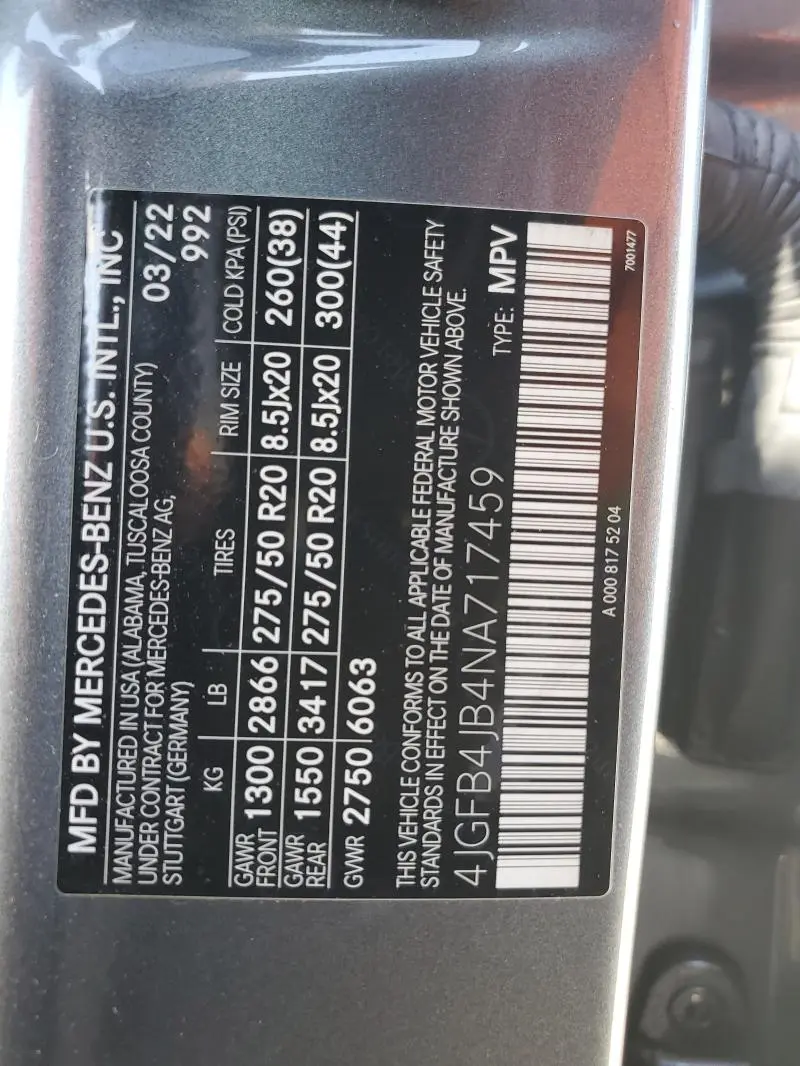 MFD BY MERCEDES-BENZ U.S. INTL., INC
MANUFACTURED IN USA (ALABAMA, TUSCALOOSA COUNTY) 03/22
UNDER CONTRACT FOR MERCEDES-BENZ AG, 992
STUTTGART (GERMANY)
KG LB TIRES RIM SIZE COLD KPA (PSI)
GAWR FRONT 1300 2866 275/50 R20 8.5Jx20 260(38)
GAWR REAR 1550 3417 275/50 R20 8.5Jx20 300(44)
GVWR 2750 6063
THIS VEHICLE CONFORMS TO ALL APPLICABLE FEDERAL MOTOR VEHICLE SAFETY
STANDARDS IN EFFECT ON THE DATE OF MANUFACTURE SHOWN ABOVE.
4JGFB4JB4NA717459 TYPE: MPV
A 000 817 52 04 7001477